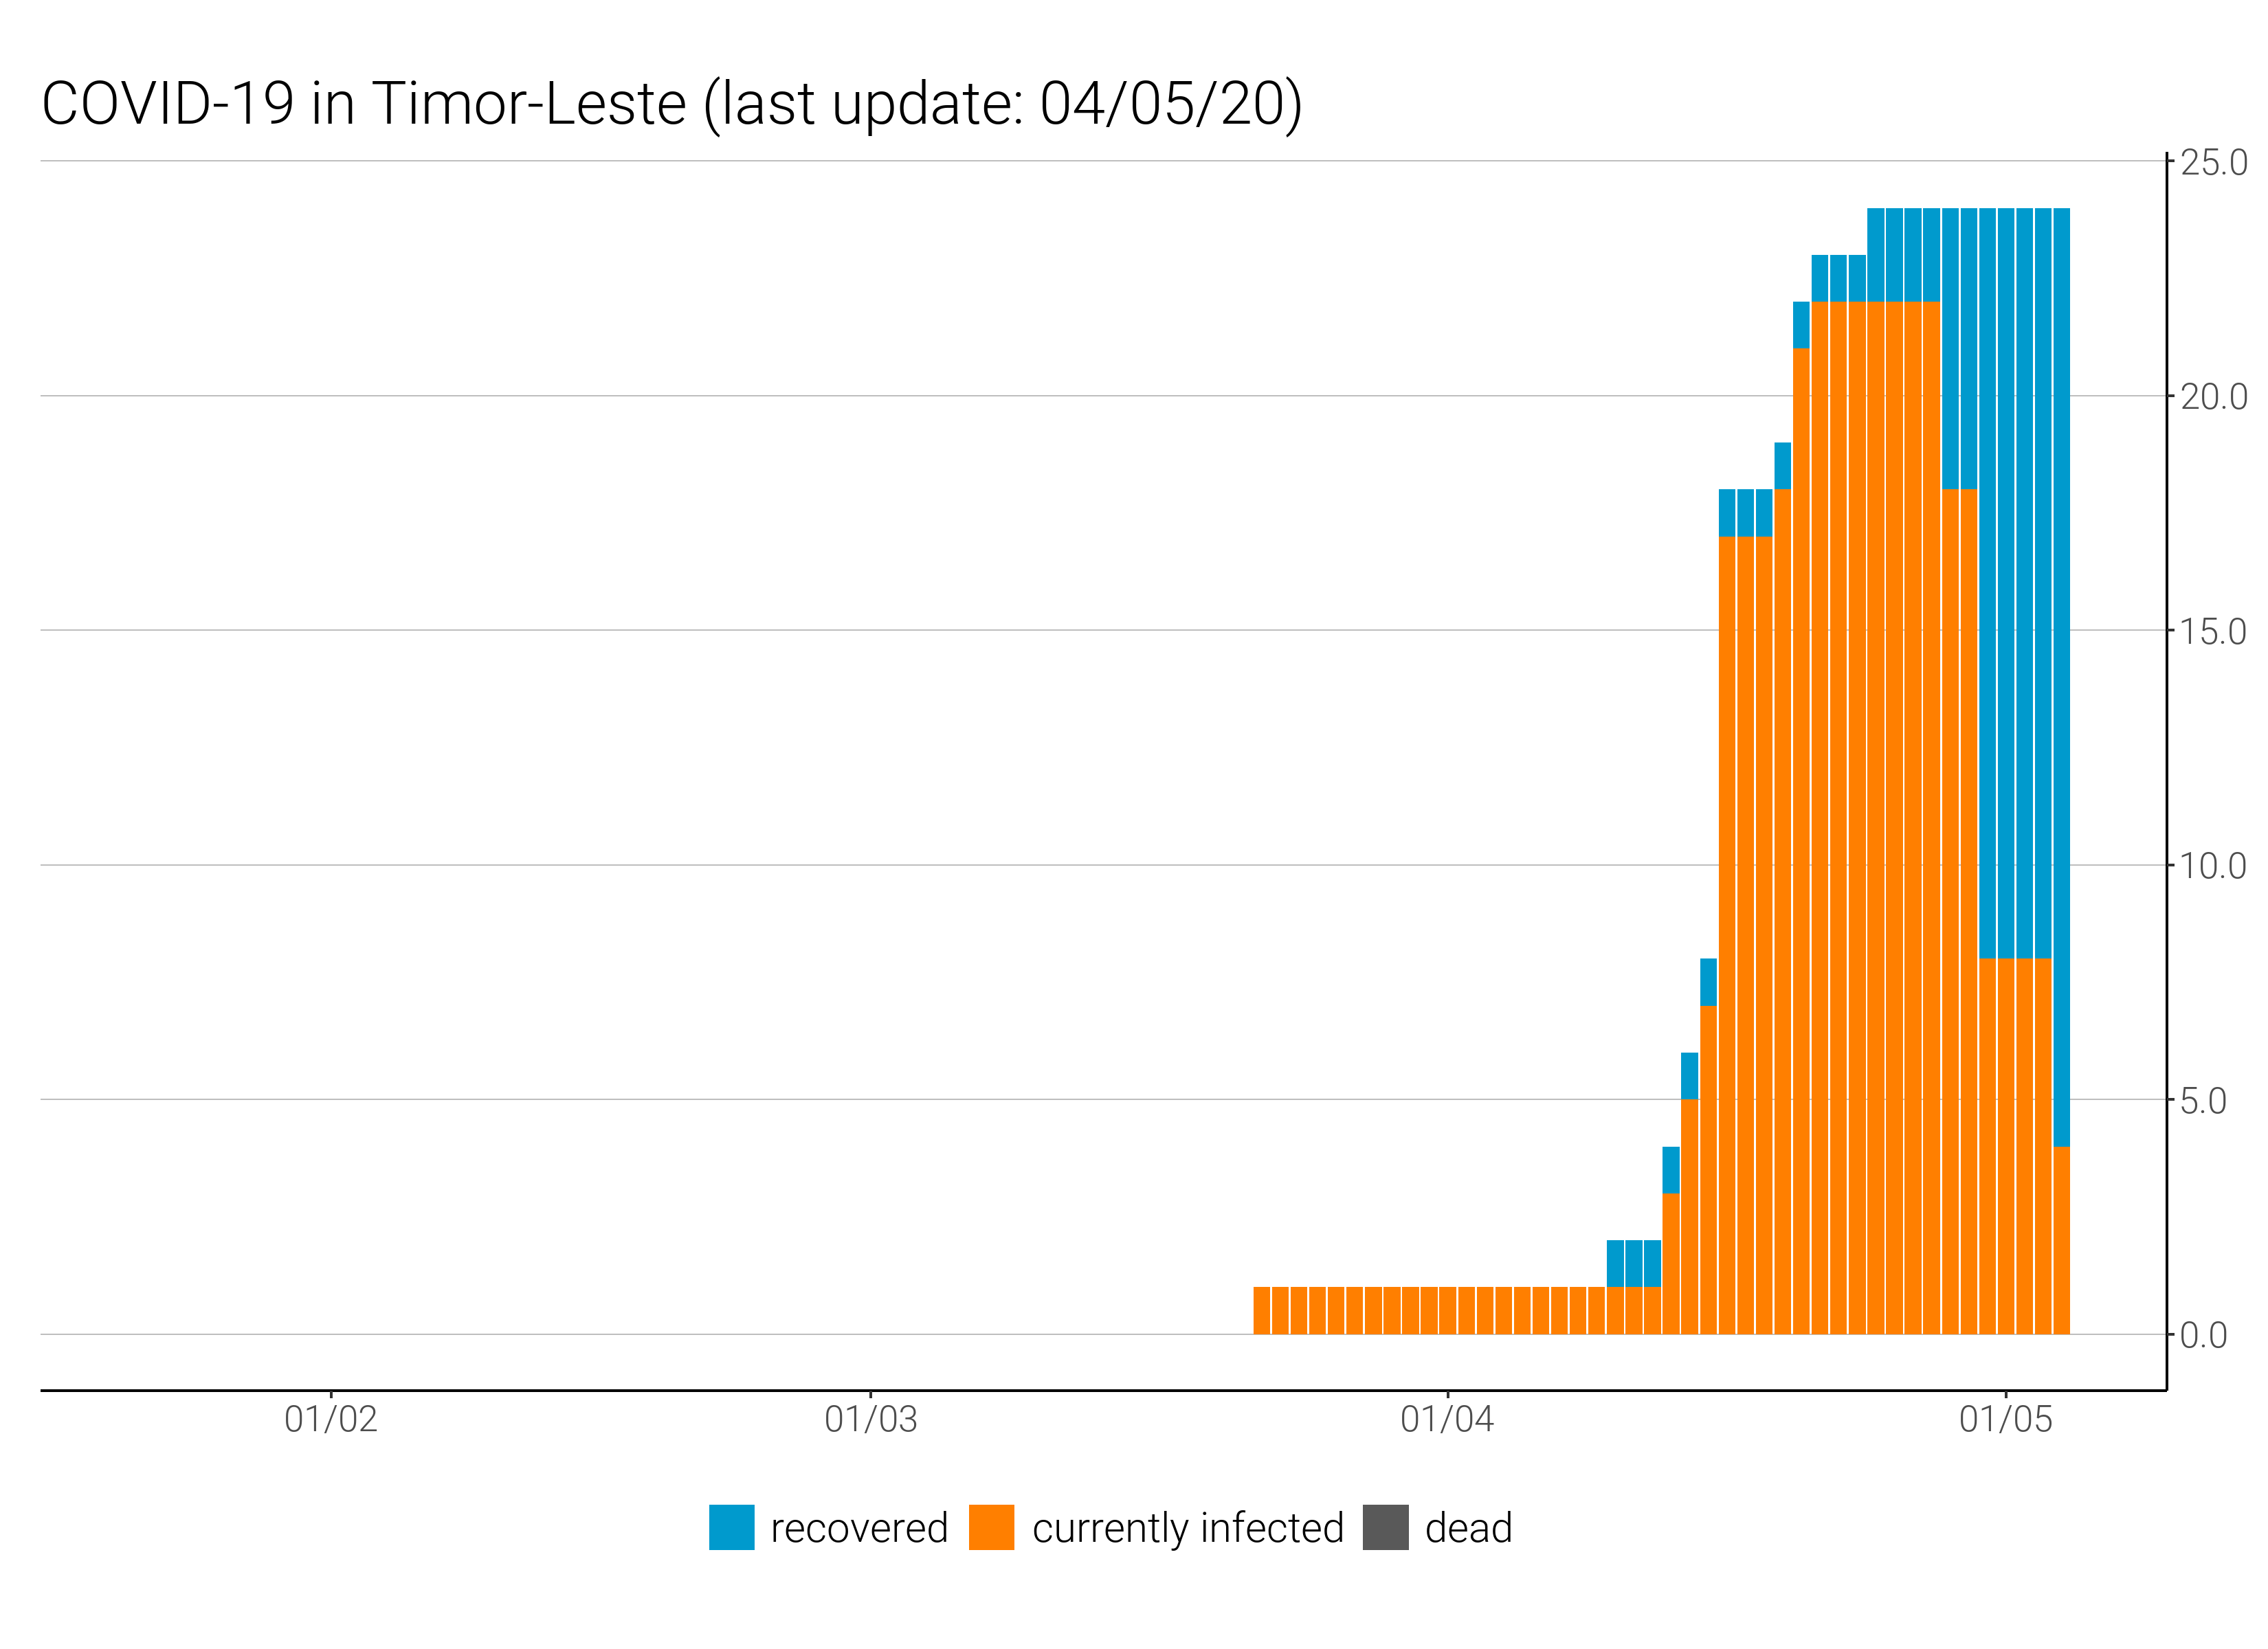 COVID-19 in Timor-Leste (last update: 04/05/20)
25.0
20.0
15.0
10.0
5.0
0.0
01/02 01/03 01/04 01/05
recovered currently infected dead